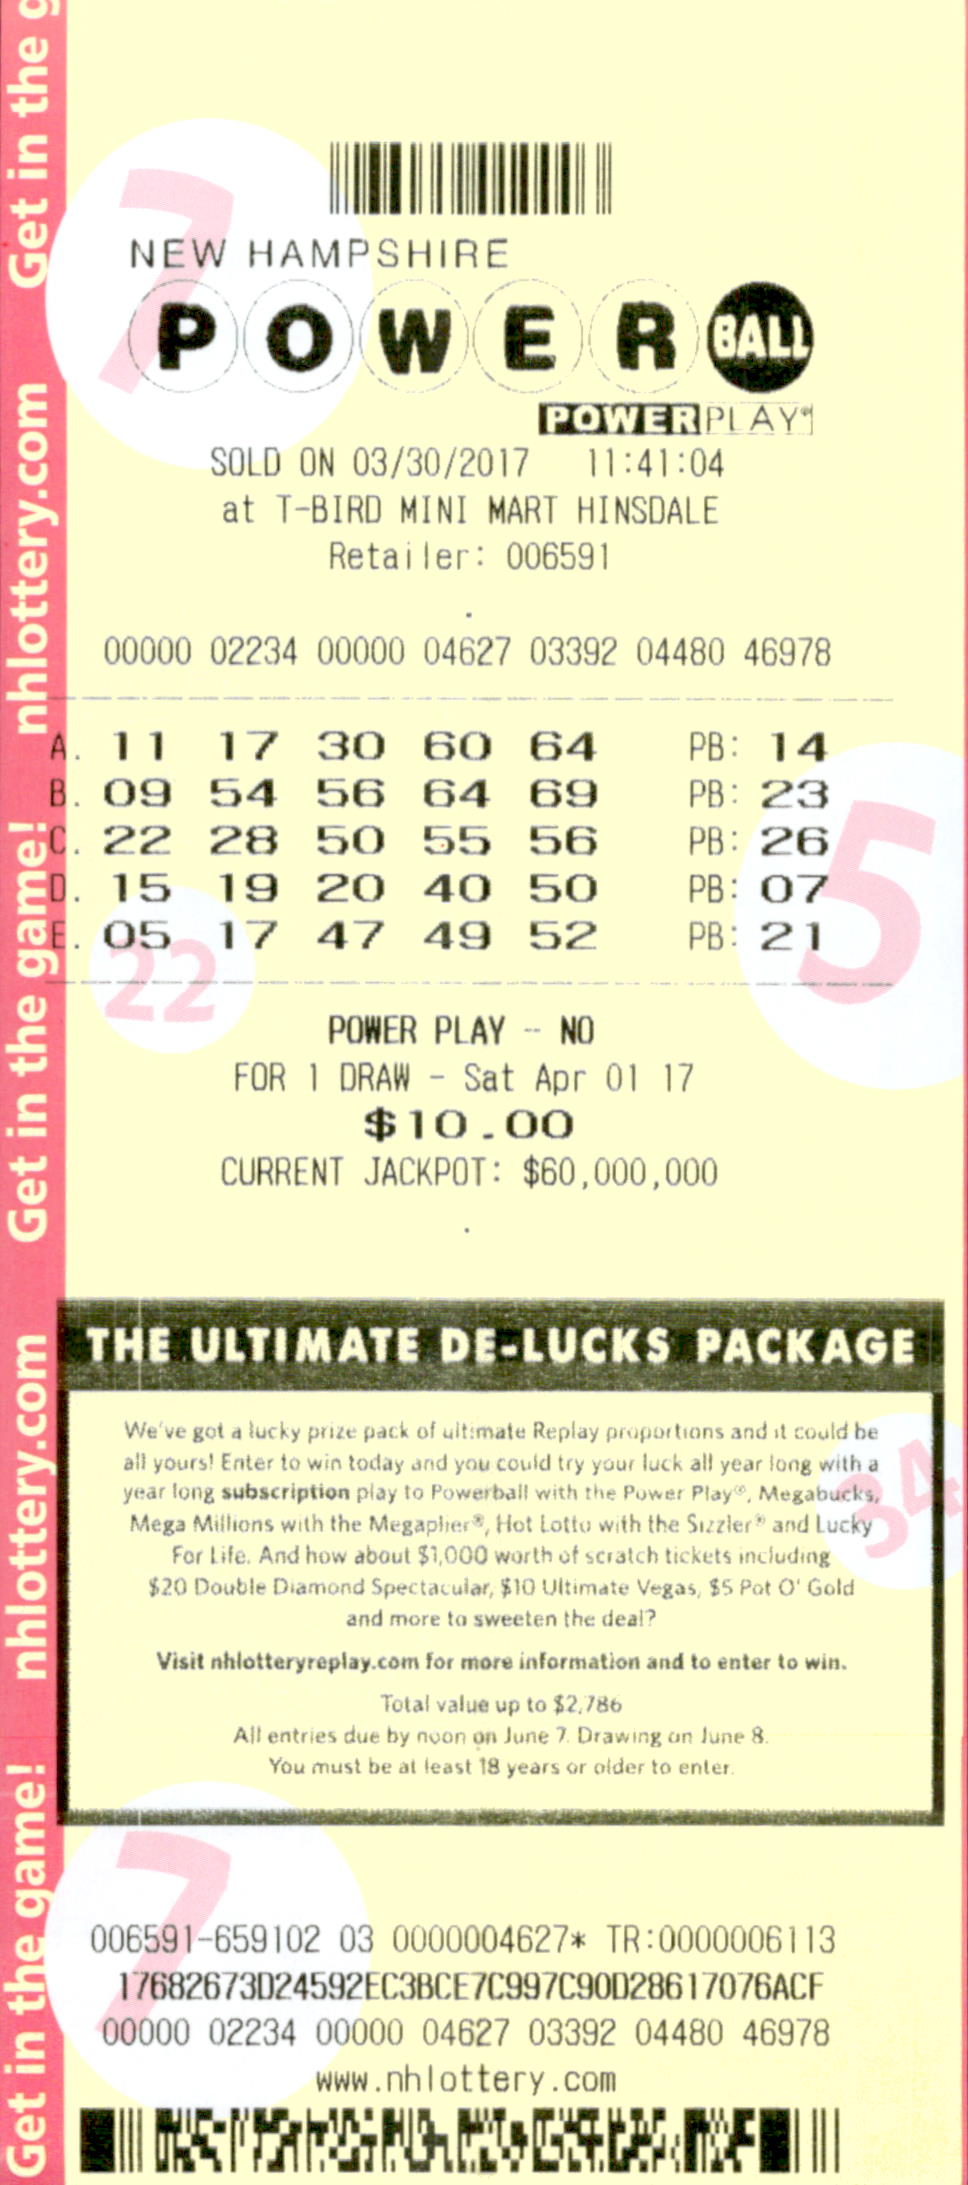 NEW HAMPSHIRE
POWER BALL
POWERPLAY®
SOLD ON 03/30/2017 11:41:04
at T-BIRD MINI MART HINSDALE
Retailer: 006591
00000 02234 00000 04627 03392 04480 46978
A. 11 17 30 60 64 PB: 14
B. 09 54 56 64 69 PB: 23
C. 22 28 50 55 56 PB: 26
D. 15 19 20 40 50 PB: 07
E. 05 17 47 49 52 PB: 21
POWER PLAY - NO
FOR 1 DRAW - Sat Apr 01 17
$10.00
CURRENT JACKPOT: $60,000,000
THE ULTIMATE DE-LUCKS PACKAGE
We've got a lucky prize pack of ultimate Replay proportions and it could be
all yours! Enter to win today and you could try your luck all year long with a
year long subscription play to Powerball with the Power Play®, Megabucks,
Mega Millions with the Megaplier®, Hot Lotto with the Sizzler® and Lucky
For Life. And how about $1,000 worth of scratch tickets including
$20 Double Diamond Spectacular, $10 Ultimate Vegas, $5 Pot O' Gold
and more to sweeten the deal?
Visit nhlotteryreplay.com for more information and to enter to win.
Total value up to $2,786
All entries due by noon on June 7. Drawing on June 8.
You must be at least 18 years or older to enter.
006591-659102 03 0000004627* TR:0000006113
17682673D24592EC3BCE7C997C90D28617076ACF
00000 02234 00000 04627 03392 04480 46978
www.nhlottery.com
Get in the g
nhlottery.com
Get in the game!
nhlottery.com
Get in the game!
7
5
22
34
7